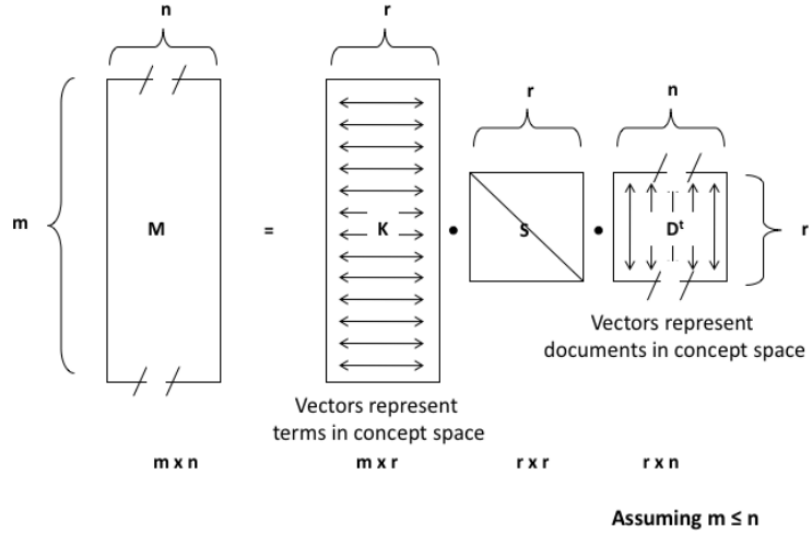 n
r
r
n
m
M
=
K
•
S
•
Dᵗ
r
Vectors represent
documents in concept space
Vectors represent
terms in concept space
m x n
m x r
r x r
r x n
Assuming m ≤ n